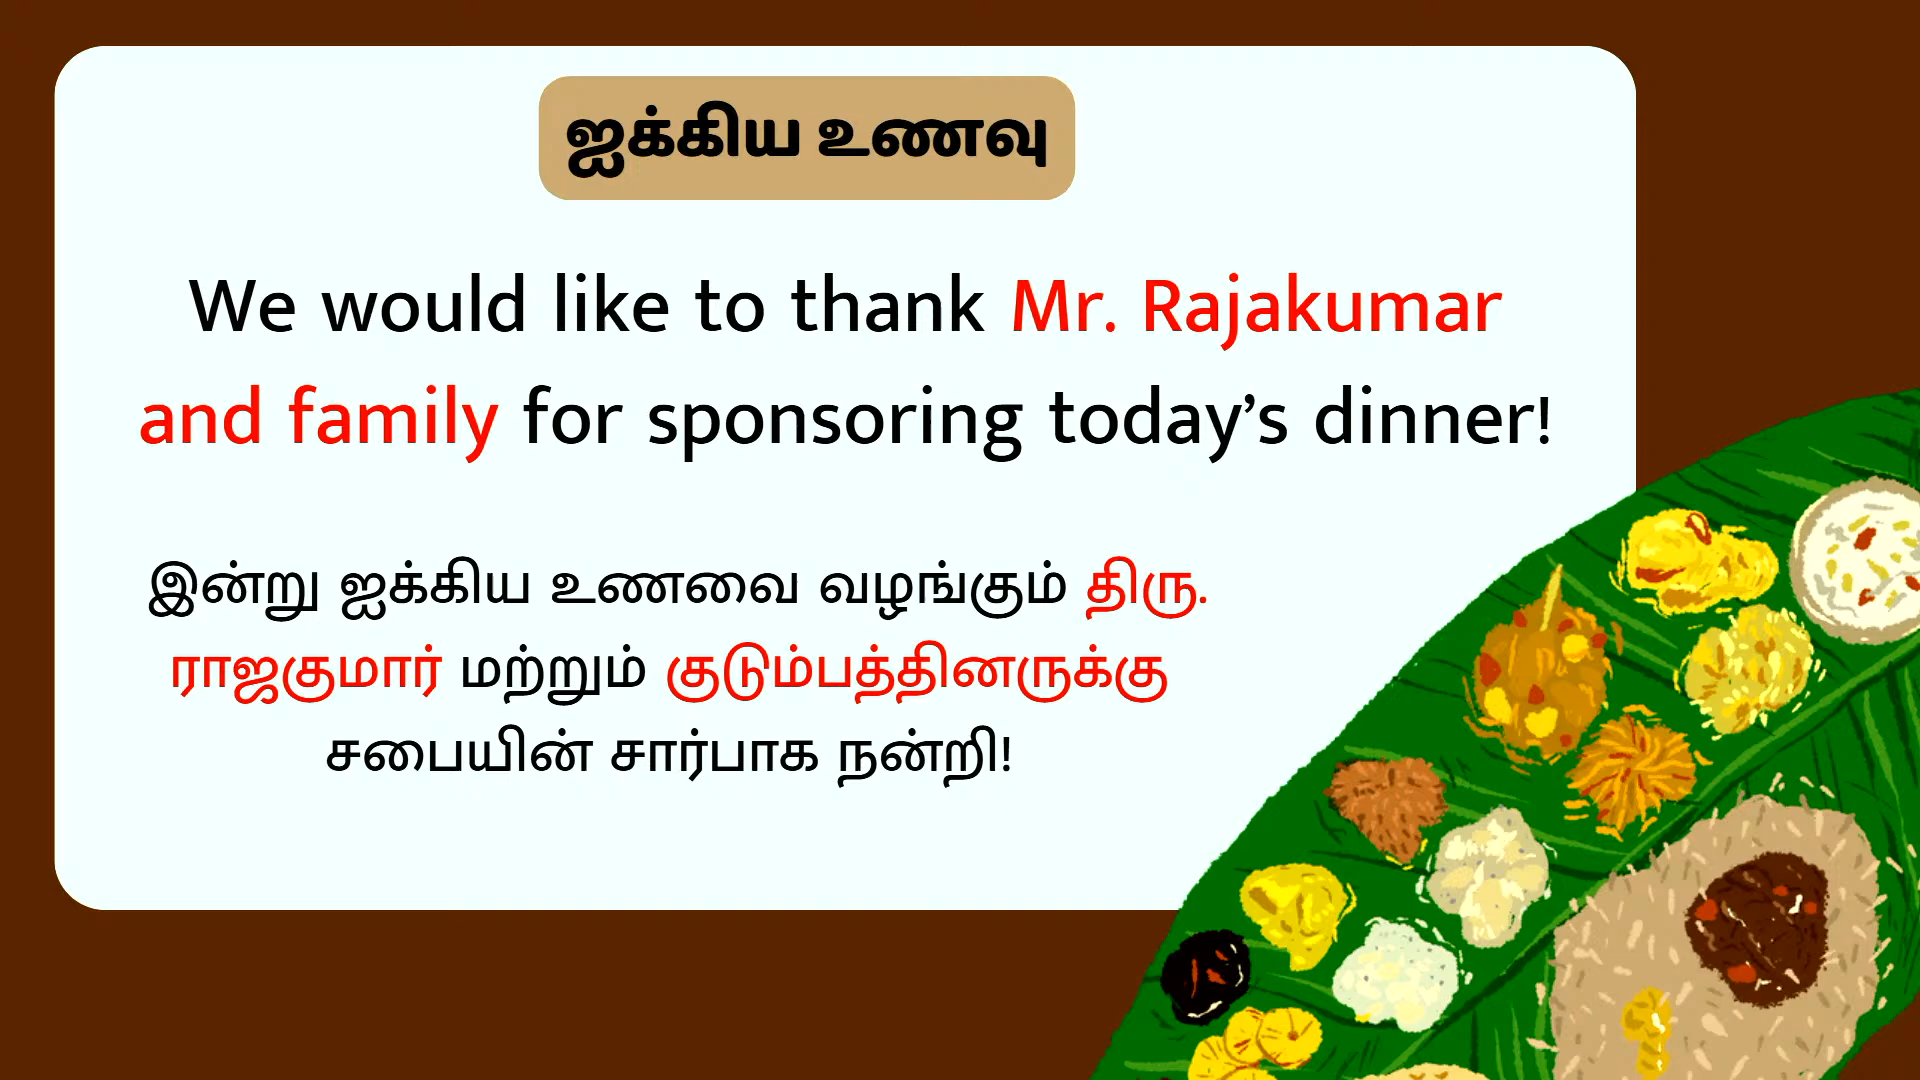 ஐக்கிய உணவு
We would like to thank Mr. Rajakumar
and family for sponsoring today’s dinner!
இன்று ஐக்கிய உணவை வழங்கும் திரு.
ராஜகுமார் மற்றும் குடும்பத்தினருக்கு
சபையின் சார்பாக நன்றி!